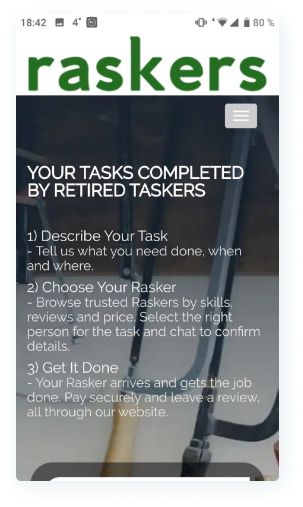 18:42 4° 80 %
raskers
YOUR TASKS COMPLETED
BY RETIRED TASKERS
1) Describe Your Task
- Tell us what you need done, when
and where.
2) Choose Your Rasker
- Browse trusted Raskers by skills,
reviews and price. Select the right
person for the task and chat to confirm
details.
3) Get It Done
- Your Rasker arrives and gets the job
done. Pay securely and leave a review,
all through our website.